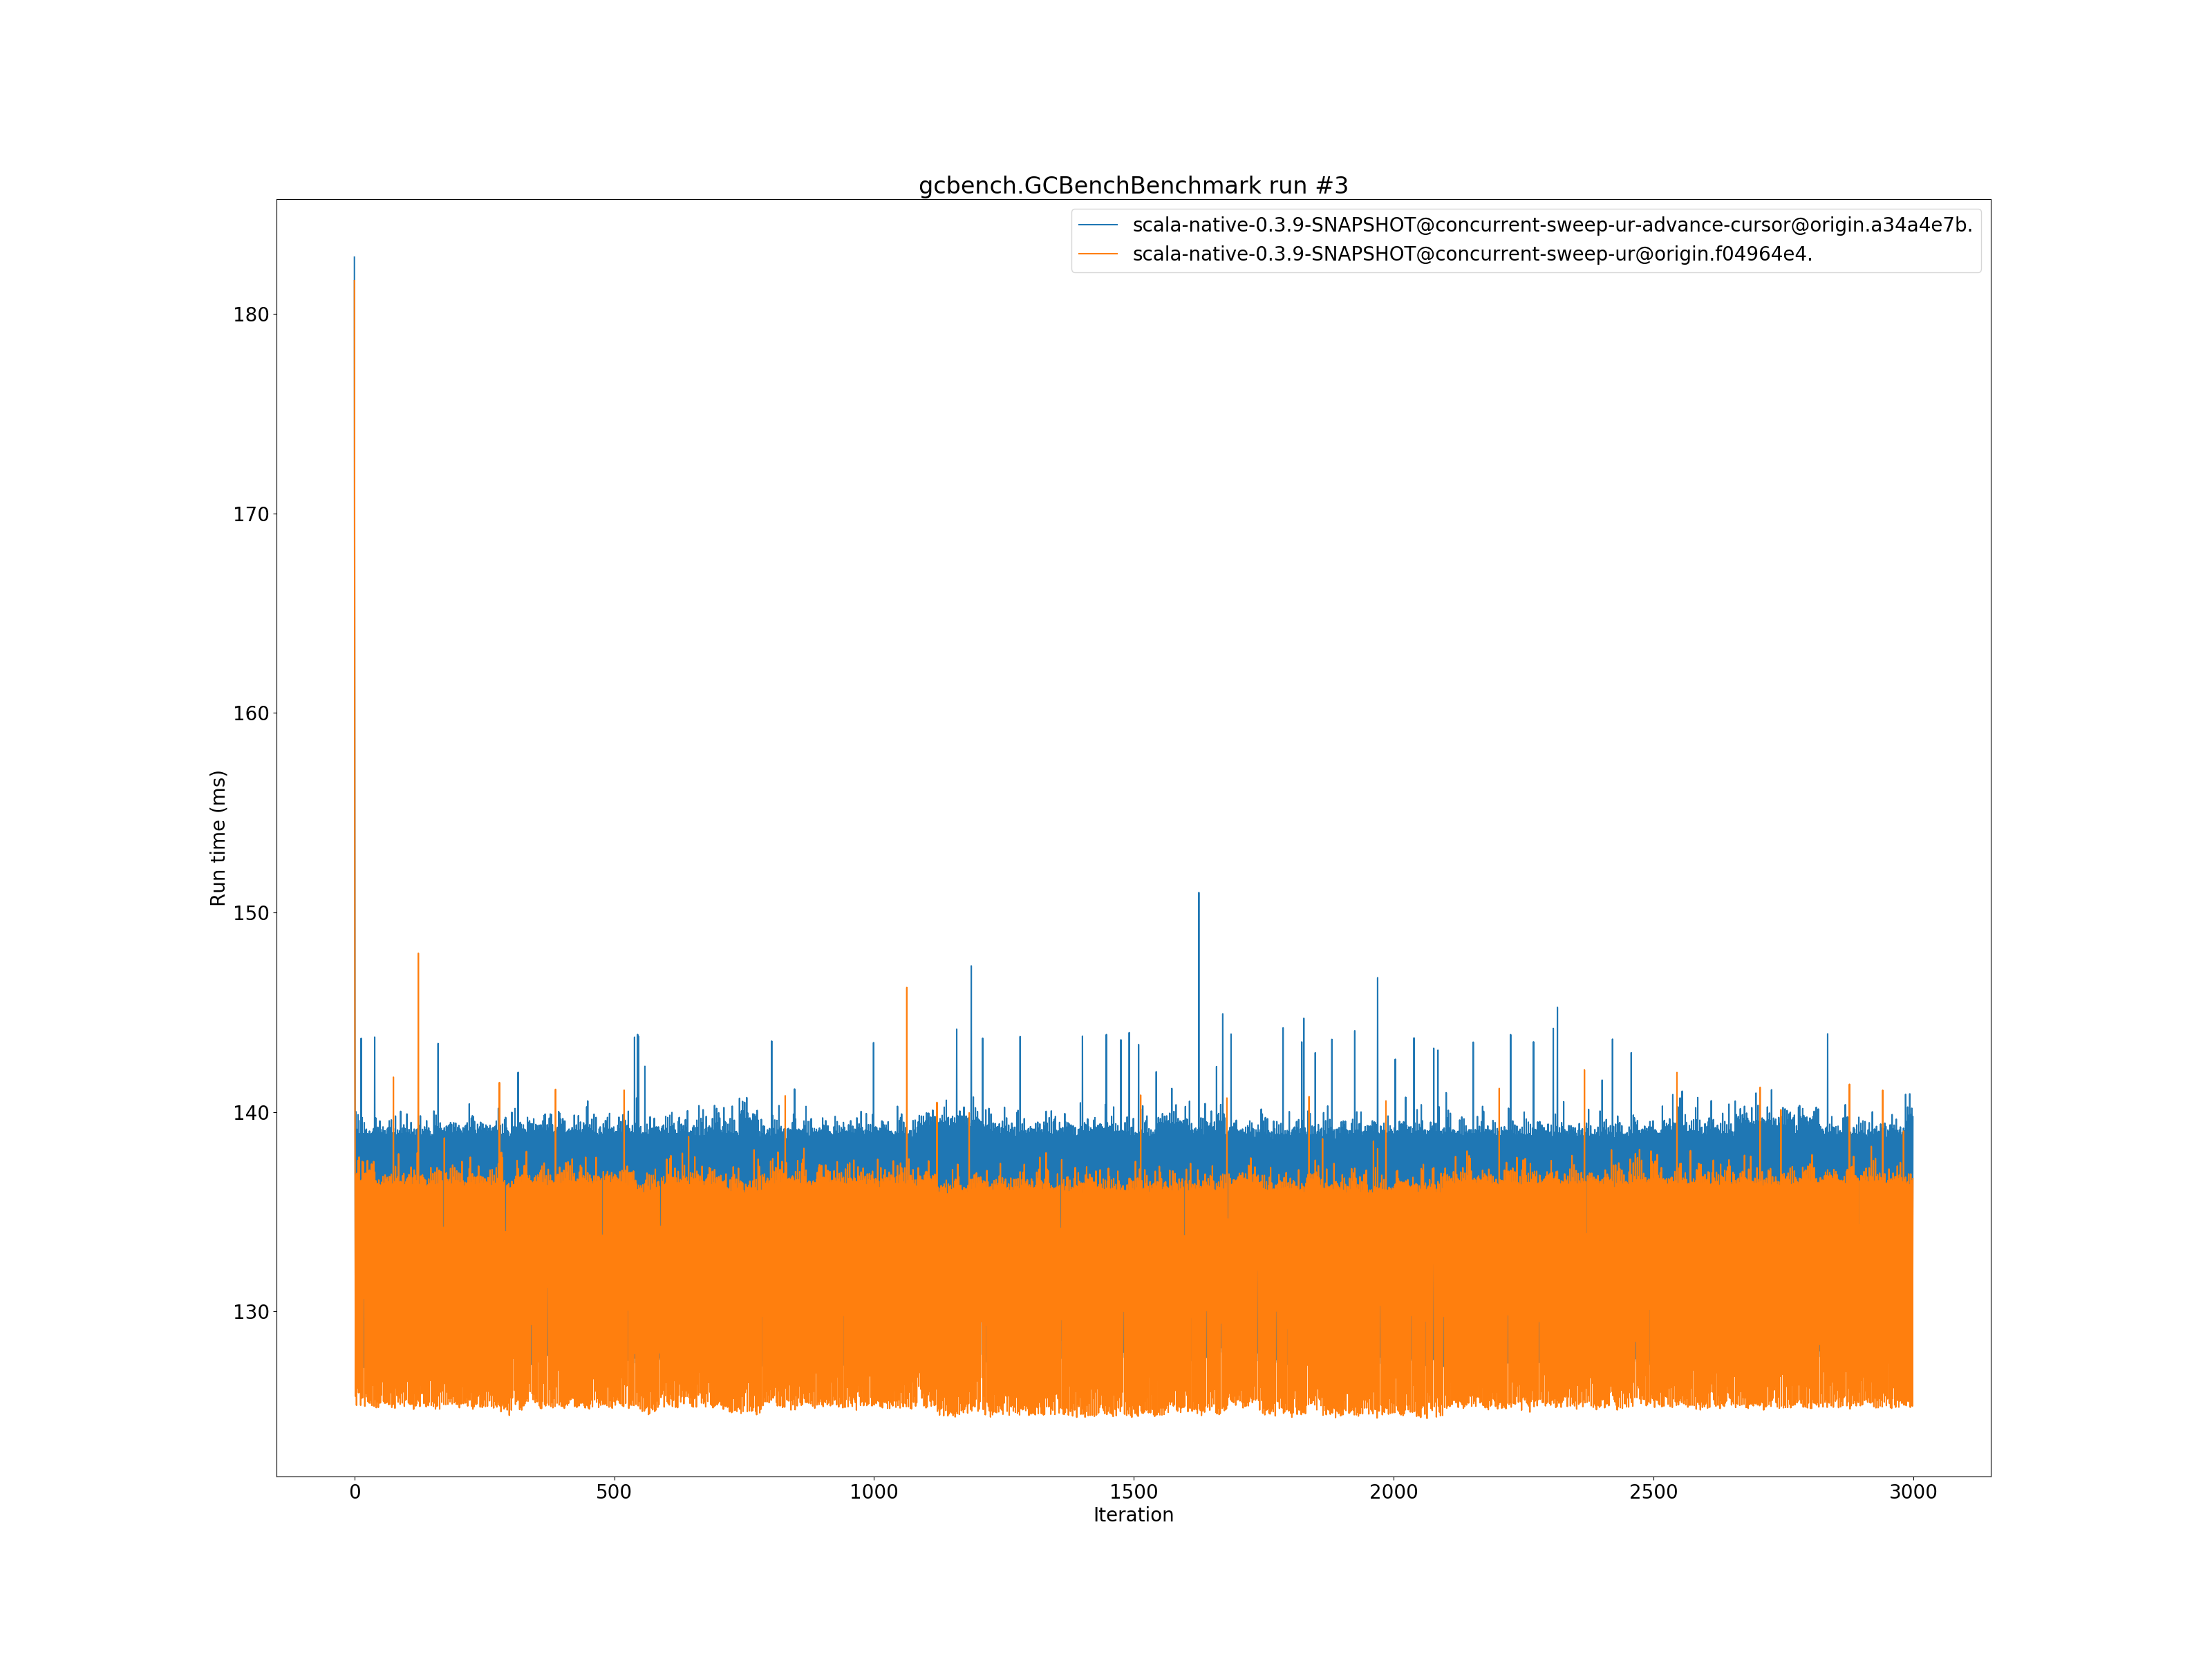 gcbench.GCBenchBenchmark run #3
scala-native-0.3.9-SNAPSHOT@concurrent-sweep-ur-advance-cursor@origin.a34a4e7b.
scala-native-0.3.9-SNAPSHOT@concurrent-sweep-ur@origin.f04964e4.
180
170
160
150
140
130
Run time (ms)
0 500 1000 1500 2000 2500 3000
Iteration